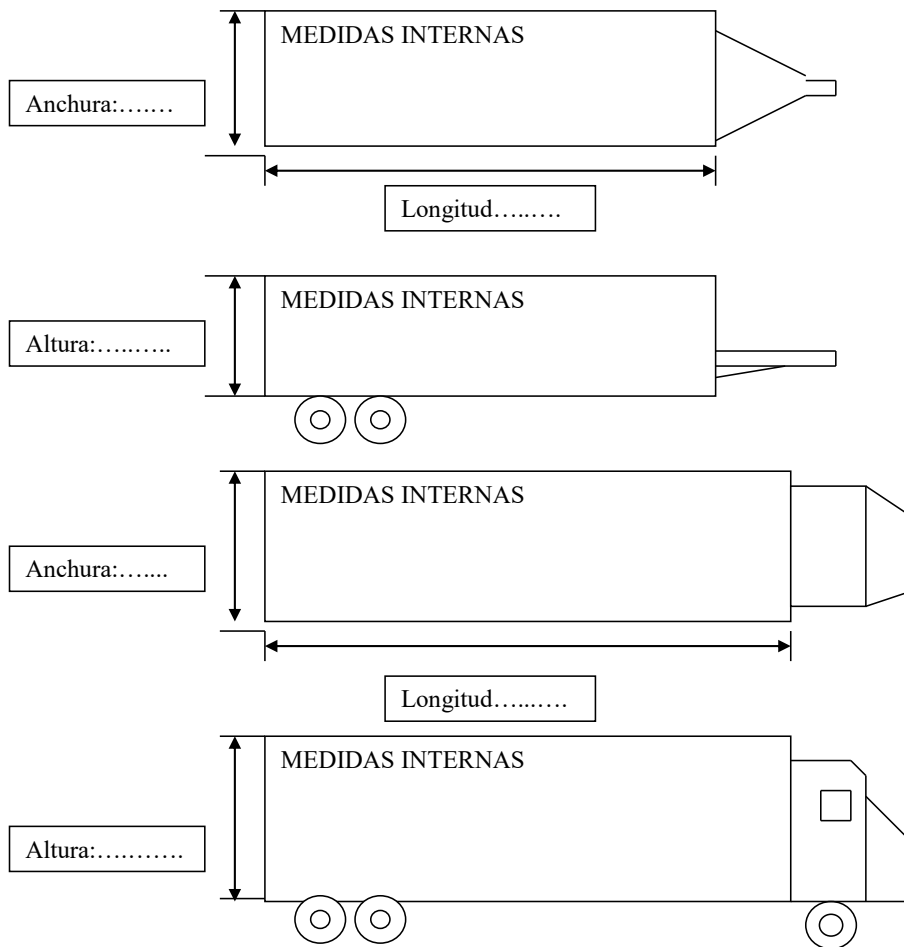 MEDIDAS INTERNAS
Anchura:…….…
Longitud…..….
MEDIDAS INTERNAS
Altura:…..…..
MEDIDAS INTERNAS
Anchura:…....
Longitud…...….
MEDIDAS INTERNAS
Altura:….…….